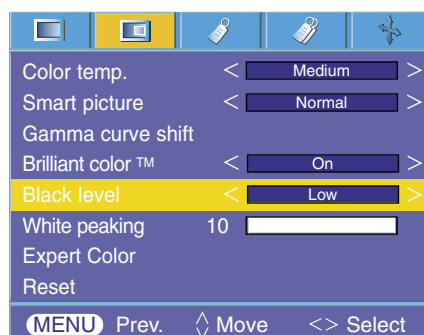 Color temp. < Medium >
Smart picture < Normal >
Gamma curve shift
Brilliant color TM < On >
Black level < Low >
White peaking 10
Expert Color
Reset
MENU Prev. Move <> Select